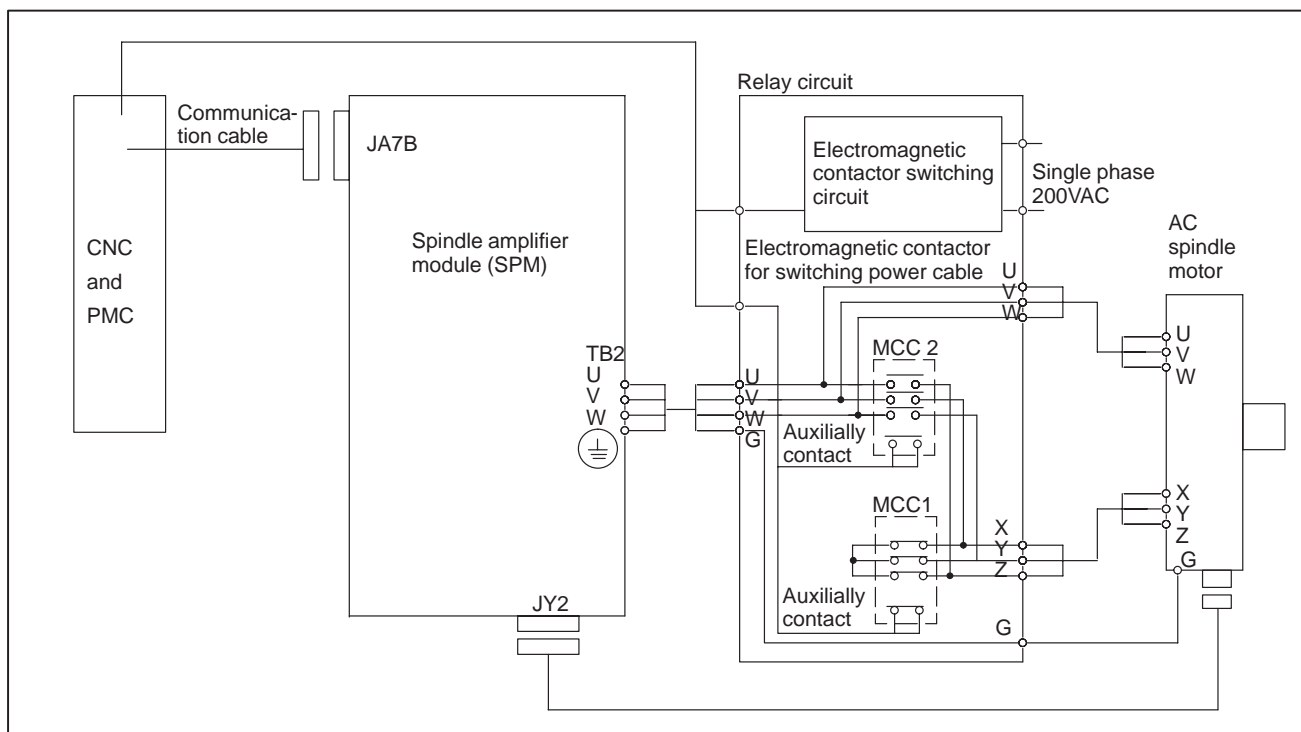 Relay circuit
Communica-
tion cable
JA7B
Electromagnetic
contactor switching
circuit
Single phase
200VAC
CNC
and
PMC
Spindle amplifier
module (SPM)
Electromagnetic contactor
for switching power cable
U
V
W
AC
spindle
motor
U
V
W
MCC 2
TB2
U
V
W
U
V
W
G
Auxilially
contact
MCC1
X
Y
Z
X
Y
Z
G
Auxilially
contact
G
JY2